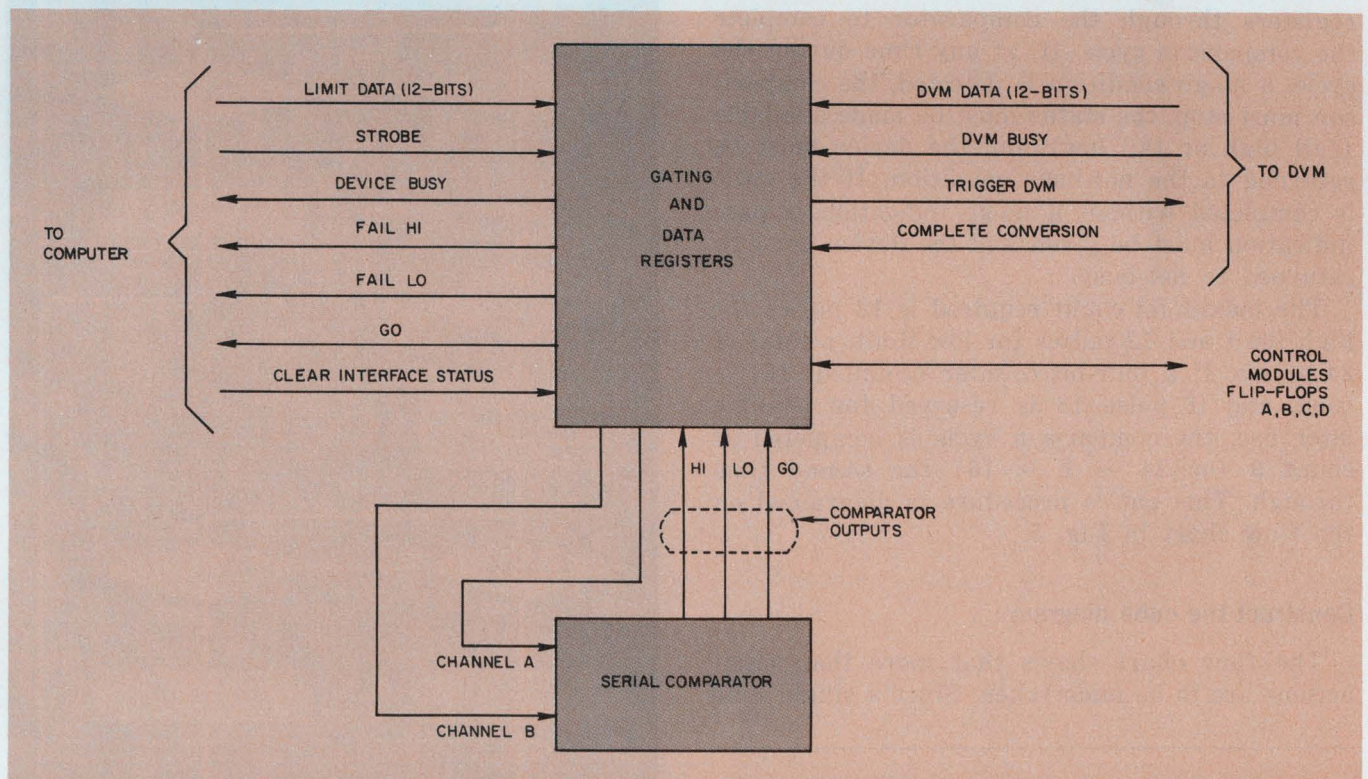 LIMIT DATA (12-BITS)
STROBE
DEVICE BUSY
FAIL HI
FAIL LO
GO
CLEAR INTERFACE STATUS
TO
COMPUTER
GATING
AND
DATA
REGISTERS
DVM DATA (12-BITS)
DVM BUSY
TRIGGER DVM
COMPLETE CONVERSION
TO DVM
CONTROL
MODULES
FLIP-FLOPS
A,B,C,D
HI
LO
GO
COMPARATOR
OUTPUTS
CHANNEL A
CHANNEL B
SERIAL COMPARATOR